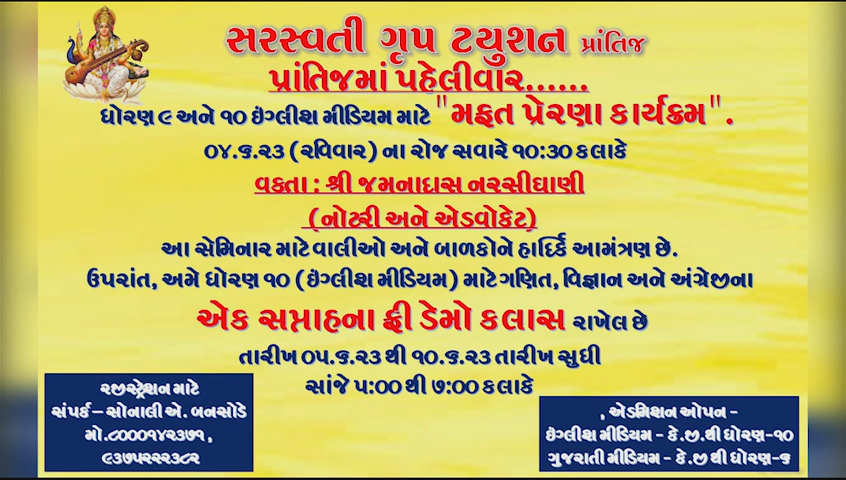 સરસ્વતી ગૃપ ટયુશન પ્રાંતિજ
પ્રાંતિજમાં પહેલીવાર......
ધોરણ ૯ અને ૧૦ ઇંગ્લીશ મીડિયમ માટે "મફત પ્રેરણા કાર્યક્રમ".
૦૪.૬.૨૩ (રવિવાર) ના રોજ સવારે ૧૦:૩૦ કલાકે
વક્તા : શ્રી જમનાદાસ નરસીઘાણી
(નોટરી અને એડવોકેટ)
આ સેમિનાર માટે વાલીઓ અને બાળકોને હાદિર્ક આમંત્રણ છે.
ઉપરાંત, અમે ધોરણ ૧૦ (ઇંગ્લીશ મીડિયમ) માટે ગણિત, વિજ્ઞાન અને અંગ્રેજીના
એક સપ્તાહના ફ્રી ડેમો કલાસ રાખેલ છે
તારીખ ૦૫.૬.૨૩ થી ૧૦.૬.૨૩ તારીખ સુધી
સાંજે ૫:૦૦ થી ૭:૦૦ કલાકે
રજીસ્ટ્રેશન માટે
સંપર્ક – સોનાલી એ. બનસોડે
મો.૮૦૦૦૧૪૨૩૭૧ ,
૯૩૭૫૨૨૨૩૮૨
, એડમિશન ઓપન –
ઇંગ્લીશ મીડિયમ – કે.જી.થી ધોરણ–૧૦
ગુજરાતી મીડિયમ – કે.જી થી ધોરણ–૬